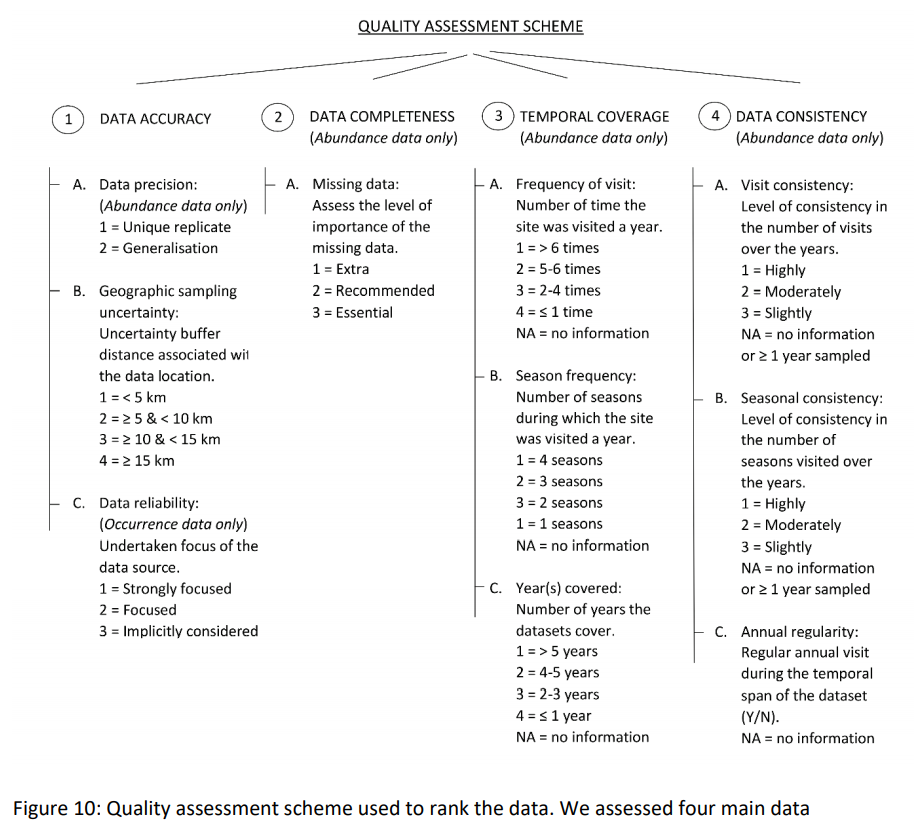 QUALITY ASSESSMENT SCHEME
1 DATA ACCURACY
A. Data precision:
(Abundance data only)
1 = Unique replicate
2 = Generalisation
B. Geographic sampling
uncertainty:
Uncertainty buffer
distance associated wit
the data location.
1 = < 5 km
2 = ≥ 5 & < 10 km
3 = ≥ 10 & < 15 km
4 = ≥ 15 km
C. Data reliability:
(Occurrence data only)
Undertaken focus of the
data source.
1 = Strongly focused
2 = Focused
3 = Implicitly considered
2 DATA COMPLETENESS
(Abundance data only)
A. Missing data:
Assess the level of
importance of the
missing data.
1 = Extra
2 = Recommended
3 = Essential
3 TEMPORAL COVERAGE
(Abundance data only)
A. Frequency of visit:
Number of time the
site was visited a year.
1 = > 6 times
2 = 5-6 times
3 = 2-4 times
4 = ≤ 1 time
NA = no information
B. Season frequency:
Number of seasons
during which the site
was visited a year.
1 = 4 seasons
2 = 3 seasons
3 = 2 seasons
1 = 1 seasons
NA = no information
C. Year(s) covered:
Number of years the
datasets cover.
1 = > 5 years
2 = 4-5 years
3 = 2-3 years
4 = ≤ 1 year
NA = no information
4 DATA CONSISTENCY
(Abundance data only)
A. Visit consistency:
Level of consistency in
the number of visits
over the years.
1 = Highly
2 = Moderately
3 = Slightly
NA = no information
or ≥ 1 year sampled
B. Seasonal consistency:
Level of consistency in
the number of
seasons visited over
the years.
1 = Highly
2 = Moderately
3 = Slightly
NA = no information
or ≥ 1 year sampled
C. Annual regularity:
Regular annual visit
during the temporal
span of the dataset
(Y/N).
NA = no information
Figure 10: Quality assessment scheme used to rank the data. We assessed four main data